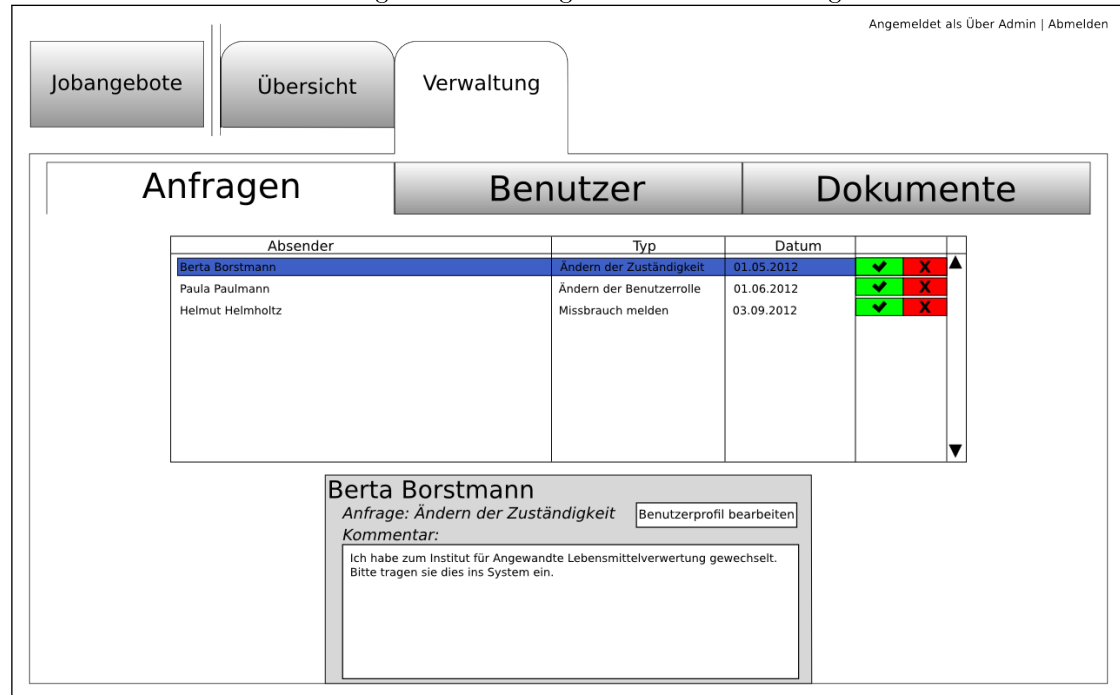 Angemeldet als Über Admin | Abmelden
Jobangebote Übersicht Verwaltung
Anfragen Benutzer Dokumente
Absender Typ Datum
Berta Borstmann Ändern der Zuständigkeit 01.05.2012 ✔ X
Paula Paulmann Ändern der Benutzerrolle 01.06.2012 ✔ X
Helmut Helmholtz Missbrauch melden 03.09.2012 ✔ X
Berta Borstmann
Anfrage: Ändern der Zuständigkeit Benutzerprofil bearbeiten
Kommentar:
Ich habe zum Institut für Angewandte Lebensmittelverwertung gewechselt.
Bitte tragen sie dies ins System ein.